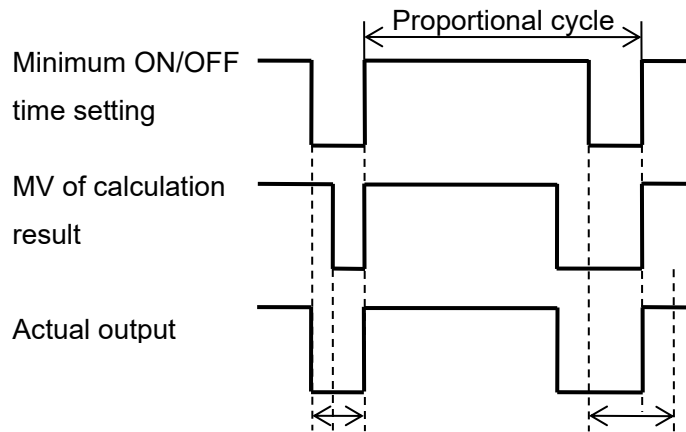 Proportional cycle
Minimum ON/OFF
time setting
MV of calculation
result
Actual output